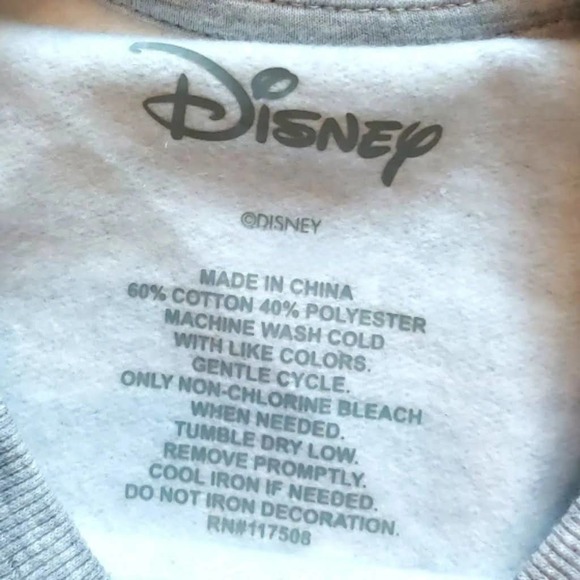 Disney
©DISNEY
MADE IN CHINA
60% COTTON 40% POLYESTER
MACHINE WASH COLD
WITH LIKE COLORS.
GENTLE CYCLE.
ONLY NON-CHLORINE BLEACH
WHEN NEEDED.
TUMBLE DRY LOW.
REMOVE PROMPTLY.
COOL IRON IF NEEDED.
DO NOT IRON DECORATION.
RN#117508